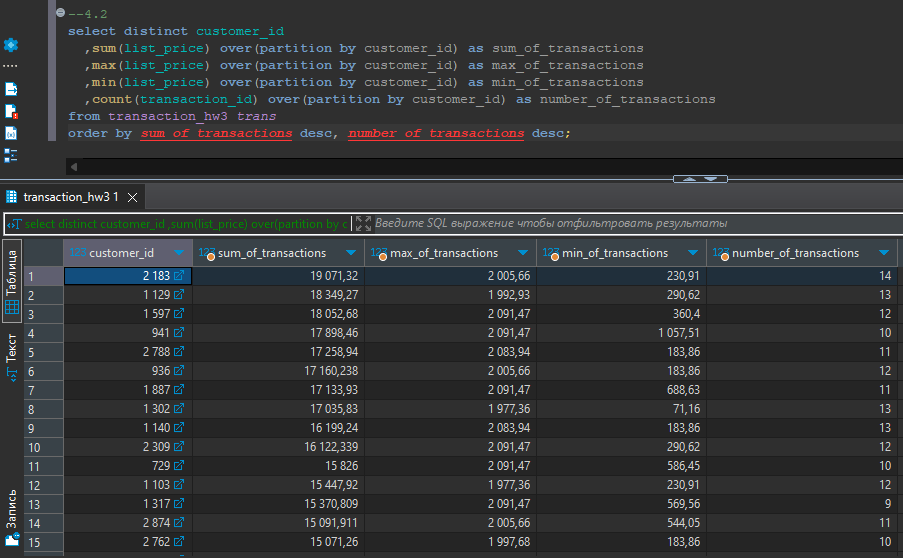 --4.2
select distinct customer_id
,sum(list_price) over(partition by customer_id) as sum_of_transactions
,max(list_price) over(partition by customer_id) as max_of_transactions
,min(list_price) over(partition by customer_id) as min_of_transactions
,count(transaction_id) over(partition by customer_id) as number_of_transactions
from transaction_hw3 trans
order by sum_of_transactions desc, number_of_transactions desc;
transaction_hw3 1
select distinct customer_id ,sum(list_price) over(partition by c Введите SQL выражение чтобы отфильтровать результаты
Таблица
Текст
Запись
123 customer_id 123 sum_of_transactions 123 max_of_transactions 123 min_of_transactions 123 number_of_transactions
1 2 183 19 071,32 2 005,66 230,91 14
2 1 129 18 349,27 1 992,93 290,62 13
3 1 597 18 052,68 2 091,47 360,4 12
4 941 17 898,46 2 091,47 1 057,51 10
5 2 788 17 258,94 2 083,94 183,86 11
6 936 17 160,238 2 005,66 183,86 12
7 1 887 17 133,93 2 091,47 688,63 11
8 1 302 17 035,83 1 977,36 71,16 13
9 1 140 16 199,24 2 083,94 183,86 13
10 2 309 16 122,339 2 091,47 290,62 12
11 729 15 826 2 091,47 586,45 10
12 1 103 15 447,92 1 977,36 230,91 12
13 1 317 15 370,809 2 091,47 569,56 9
14 2 874 15 091,911 2 005,66 544,05 11
15 2 762 15 071,26 1 997,68 183,86 10